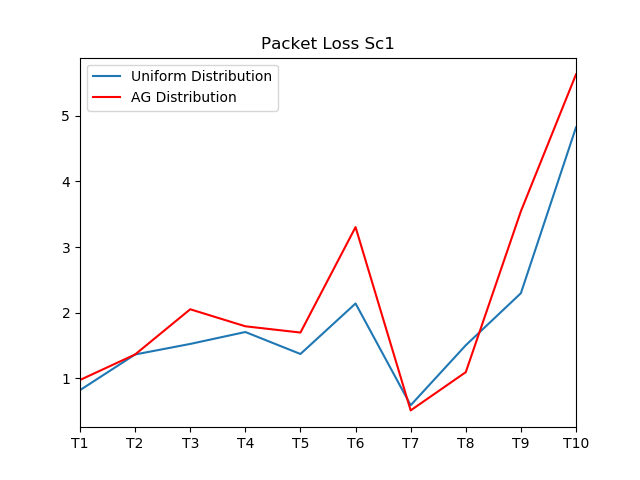 Packet Loss Sc1
Uniform Distribution
AG Distribution
5
4
3
2
1
T1 T2 T3 T4 T5 T6 T7 T8 T9 T10